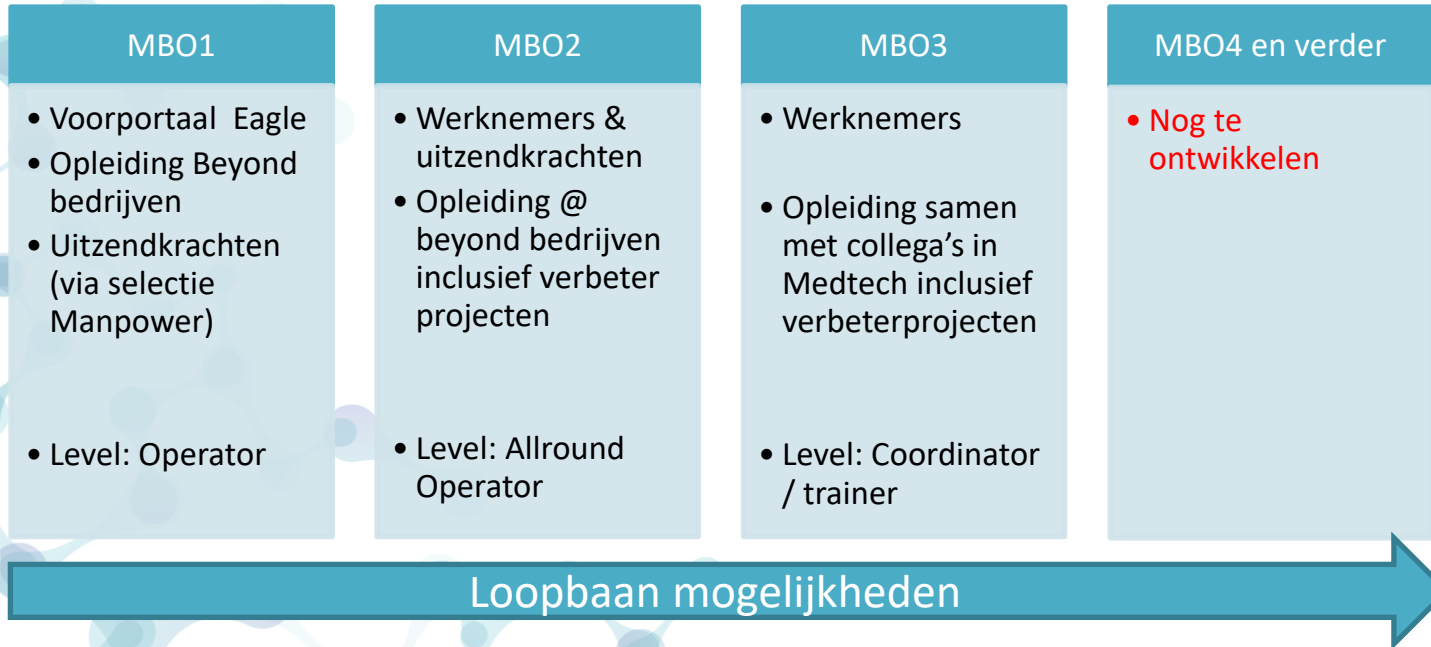 MBO1
• Voorportaal  Eagle
• Opleiding Beyond
bedrijven
• Uitzendkrachten
(via selectie
Manpower)
• Level: Operator
MBO2
• Werknemers &
uitzendkrachten
• Opleiding @
beyond bedrijven
inclusief verbeter
projecten
• Level: Allround
Operator
MBO3
• Werknemers
• Opleiding samen
met collega's in
Medtech inclusief
verbeterprojecten
• Level: Coordinator
/ trainer
MBO4 en verder
• Nog te
ontwikkelen
Loopbaan mogelijkheden